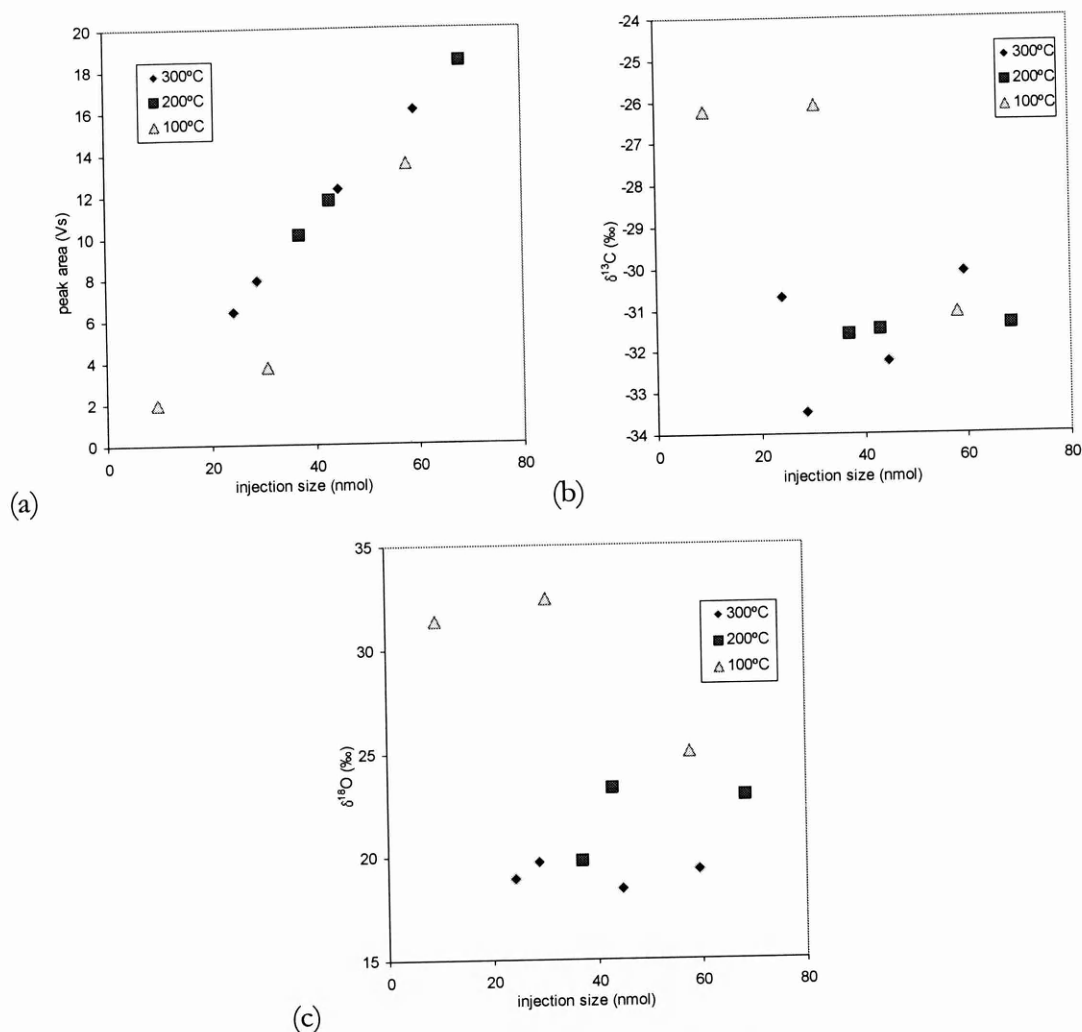 20
18
16
14
12
10
8
6
4
2
0
peak area (Vs)
300ºC
200ºC
100ºC
0 20 40 60 80
injection size (nmol)
(a)
-24
-25
-26
-27
-28
-29
-30
-31
-32
-33
-34
δ¹³C (‰)
300ºC
200ºC
100ºC
0 20 40 60 80
injection size (nmol)
(b)
35
30
25
20
15
δ¹⁸O (‰)
300ºC
200ºC
100ºC
0 20 40 60 80
injection size (nmol)
(c)